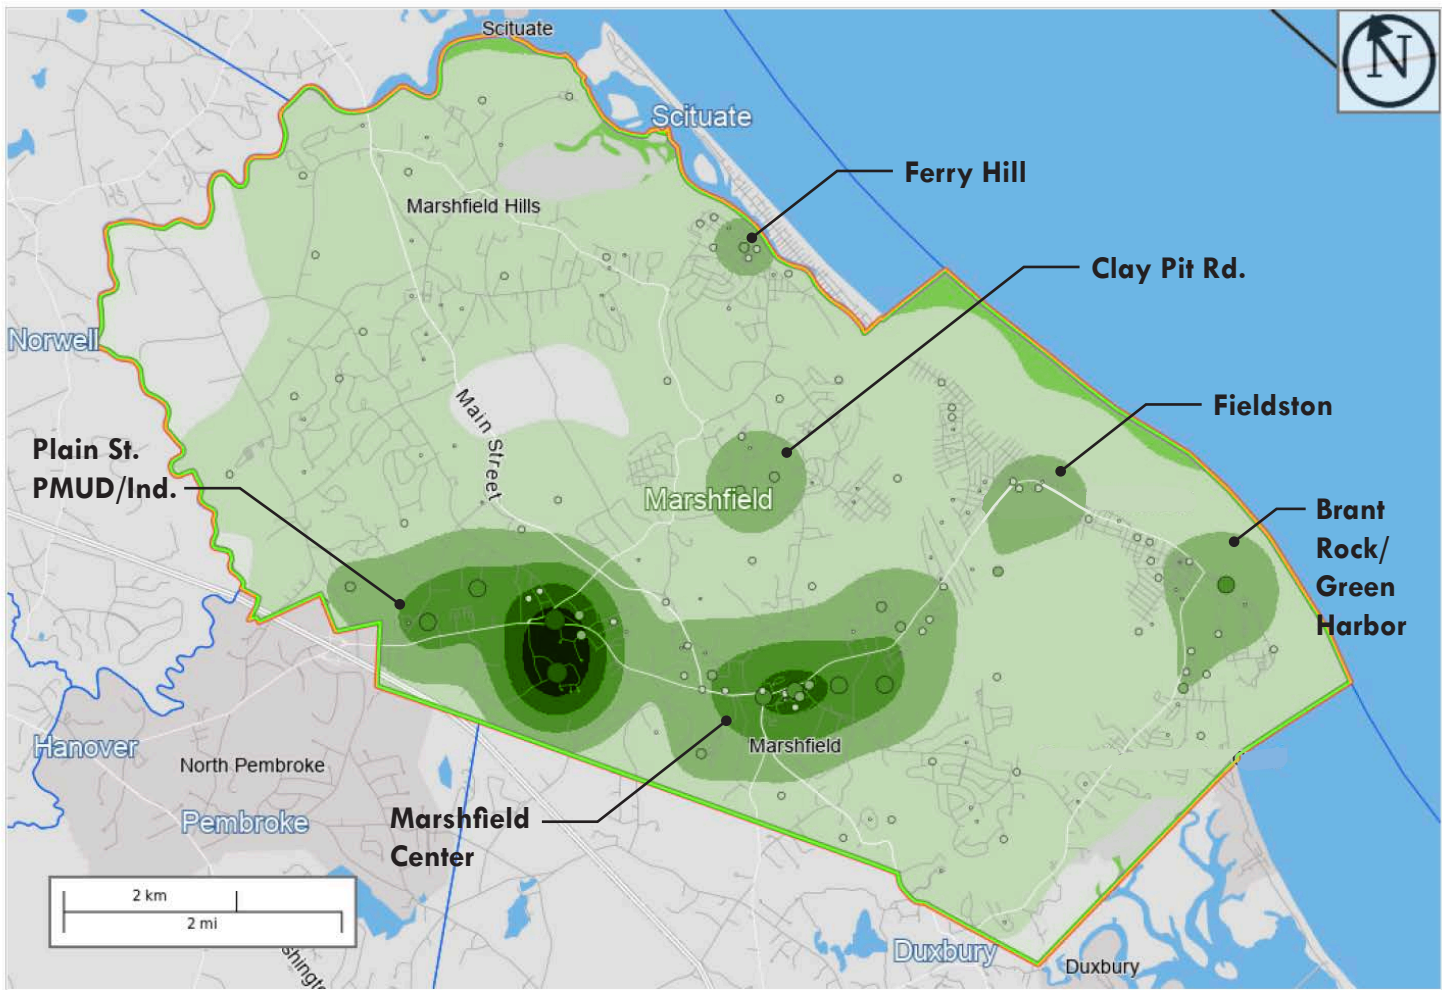 Scituate
N
Scituate
Ferry Hill
Marshfield Hills
Clay Pit Rd.
Norwell
Main Street
Fieldston
Plain St.
PMUD/Ind.
Marshfield
Brant
Rock/
Green
Harbor
Hanover
North Pembroke
Marshfield
Pembroke
Marshfield
Center
2 km
2 mi
Duxbury
Duxbury